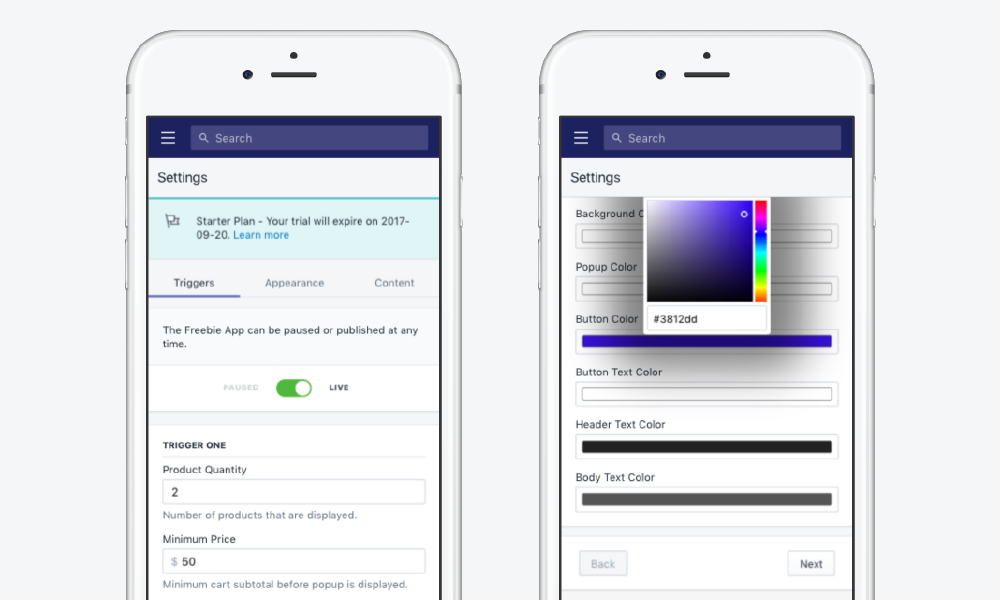 Search
Settings
Starter Plan - Your trial will expire on 2017-
09-20. Learn more
Triggers
Appearance
Content
The Freebie App can be paused or published at any
time.
PAUSED
LIVE
TRIGGER ONE
Product Quantity
2
Number of products that are displayed.
Minimum Price
$ 50
Minimum cart subtotal before popup is displayed.
Search
Settings
Background C
Popup Color
#3812dd
Button Color
Button Text Color
Header Text Color
Body Text Color
Back
Next